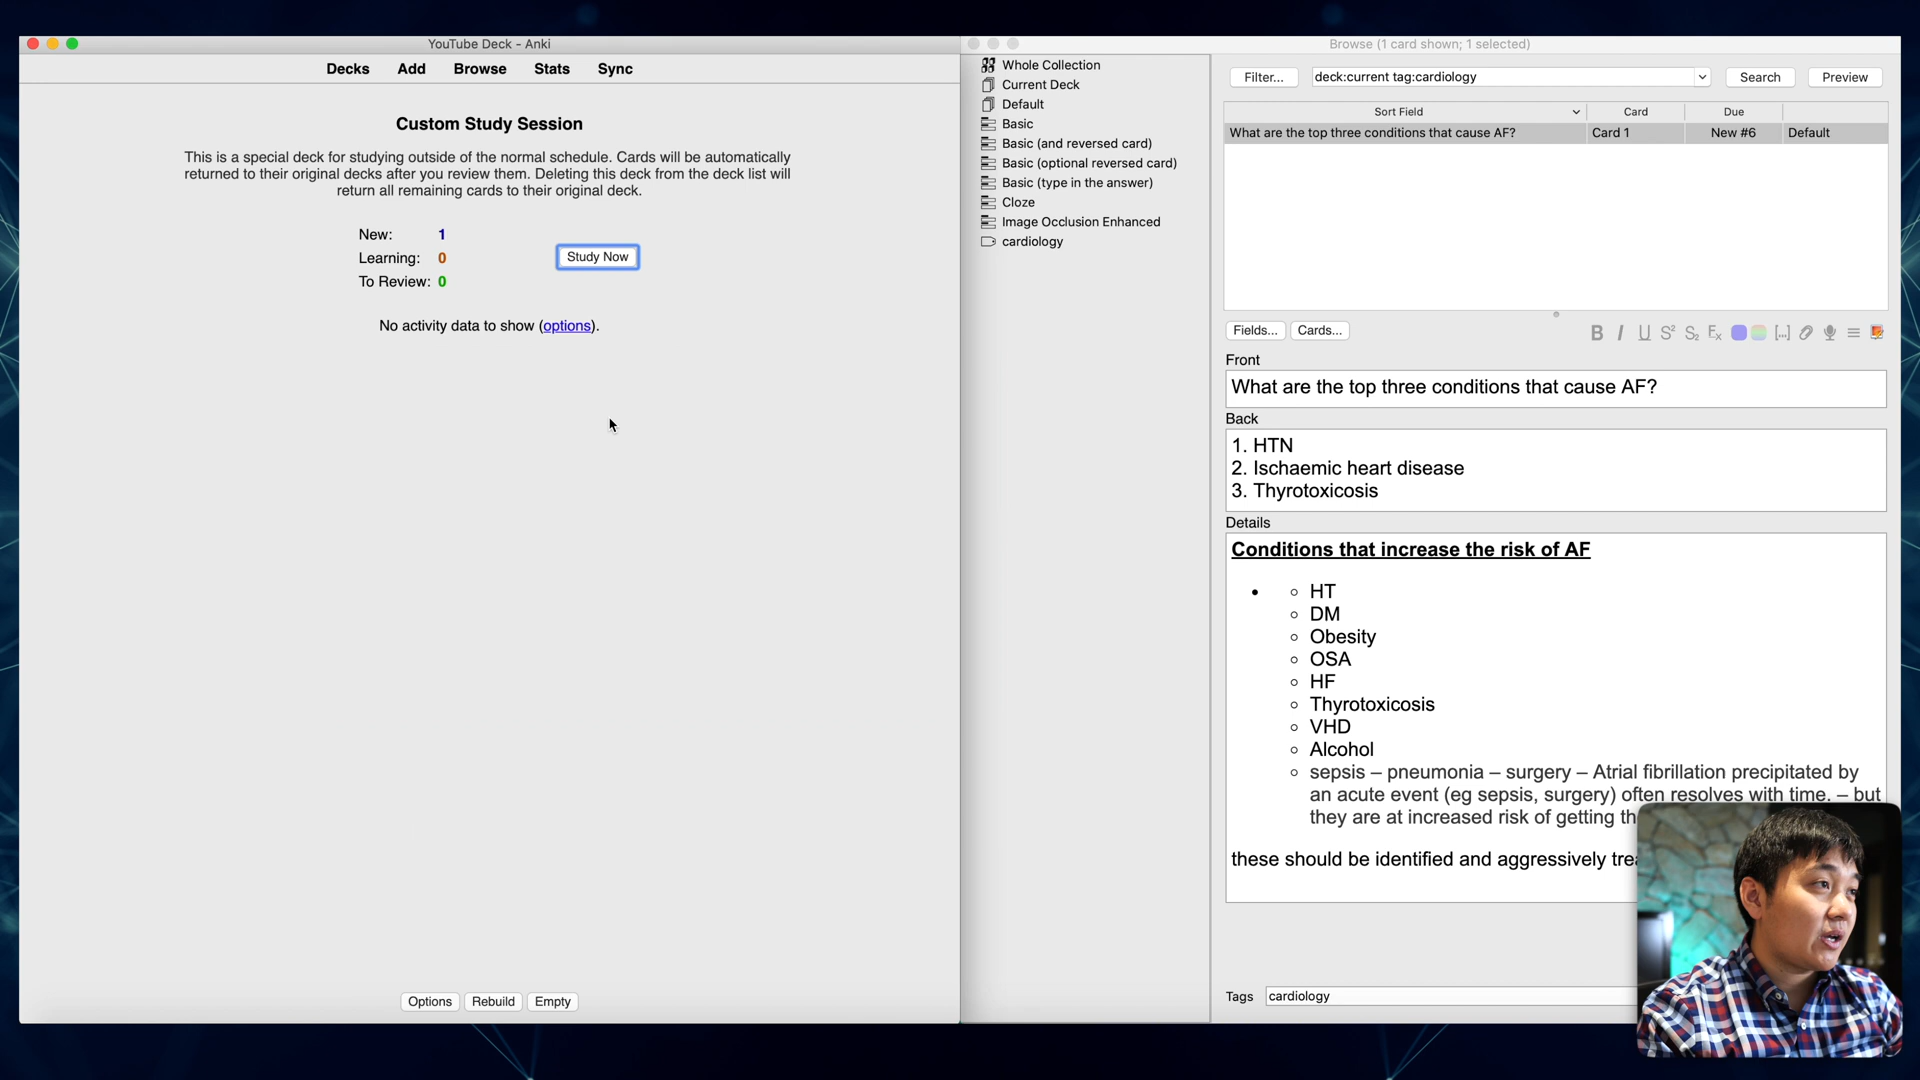 YouTube Deck - Anki
Decks
Add
Browse
Stats
Sync
Custom Study Session
This is a special deck for studying outside of the normal schedule. Cards will be automatically
returned to their original decks after you review them. Deleting this deck from the deck list will
return all remaining cards to their original deck.
New: 1
Learning: 0
To Review: 0
Study Now
No activity data to show (options).
Options
Rebuild
Empty
Browse (1 card shown; 1 selected)
Whole Collection
Current Deck
Default
Basic
Basic (and reversed card)
Basic (optional reversed card)
Basic (type in the answer)
Cloze
Image Occlusion Enhanced
cardiology
Filter...
deck:current tag:cardiology
Search
Preview
Sort Field
Card
Due
What are the top three conditions that cause AF?
Card 1
New #6
Default
Fields...
Cards...
B I U S² S₂ Ex [...]
Front
What are the top three conditions that cause AF?
Back
1. HTN
2. Ischaemic heart disease
3. Thyrotoxicosis
Details
Conditions that increase the risk of AF
HT
DM
Obesity
OSA
HF
Thyrotoxicosis
VHD
Alcohol
sepsis – pneumonia – surgery – Atrial fibrillation precipitated by
an acute event (eg sepsis, surgery) often resolves with time. – but
they are at increased risk of getting th
these should be identified and aggressively trea
Tags
cardiology